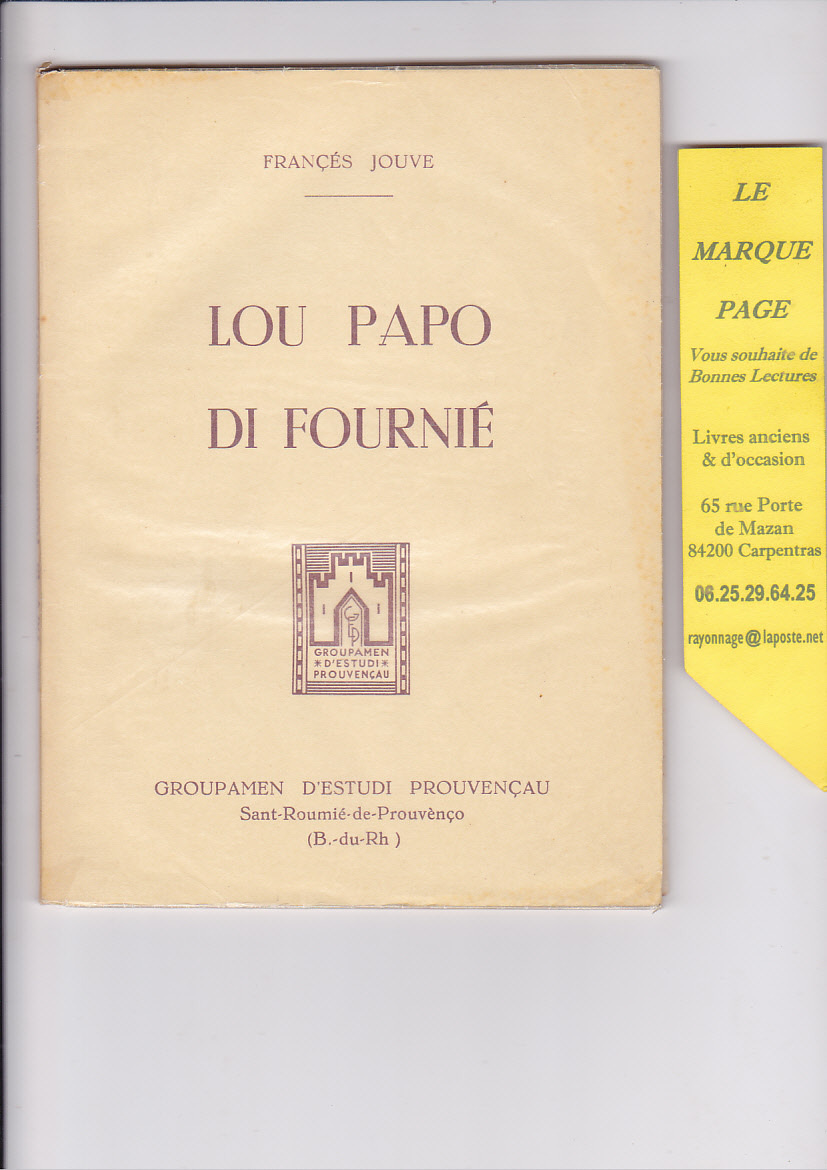 FRANÇÉS JOUVE
LOU PAPO
DI FOURNIÉ
GEP
GROUPAMEN
*D'ESTUDI*
PROUVENÇAU
GROUPAMEN D'ESTUDI PROUVENÇAU
Sant-Roumié-de-Prouvènço
(B.-du-Rh )
LE
MARQUE
PAGE
Vous souhaite de
Bonnes Lectures
Livres anciens
& d'occasion
65 rue Porte
de Mazan
84200 Carpentras
06.25.29.64.25
rayonnage@laposte.net